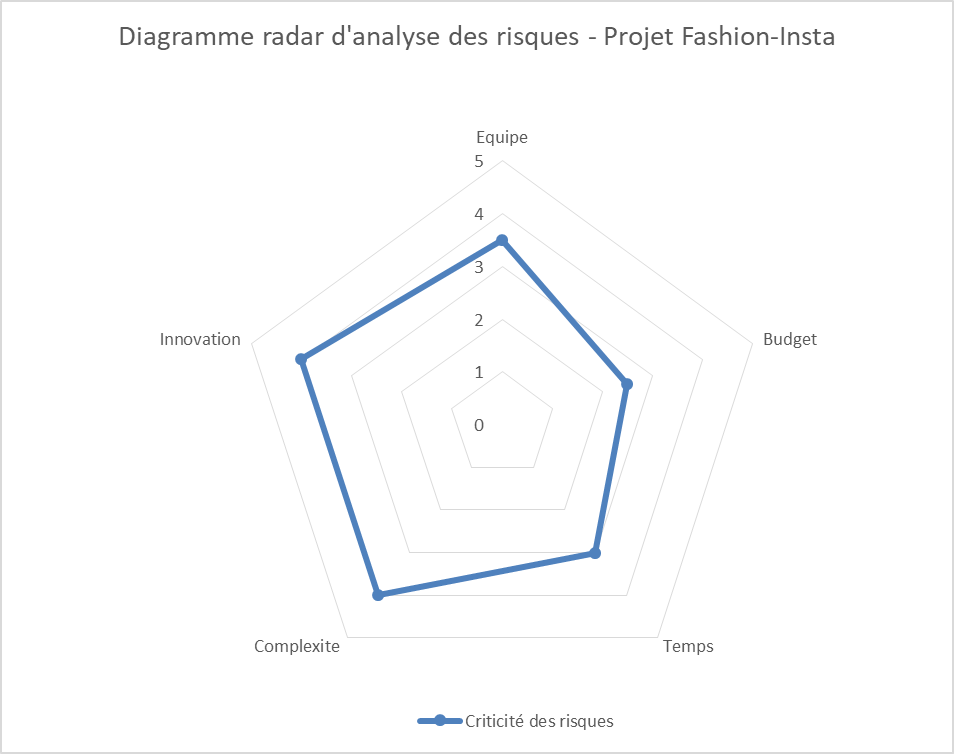 Diagramme radar d'analyse des risques - Projet Fashion-Insta
Equipe
5
4
3
2
1
0
Innovation
Budget
Complexite
Temps
Criticité des risques